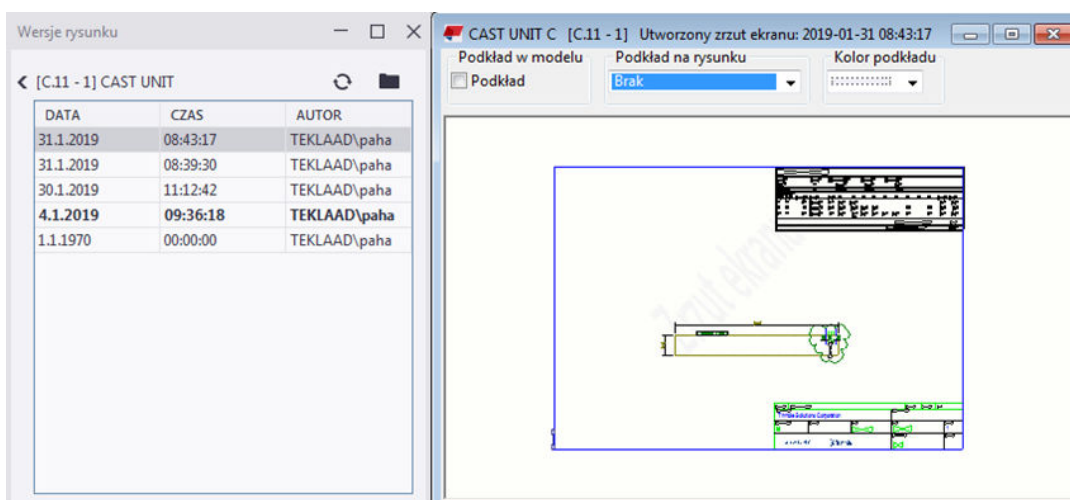 Wersje rysunku
[C.11 - 1] CAST UNIT
DATA CZAS AUTOR
31.1.2019 08:43:17 TEKLAAD\paha
31.1.2019 08:39:30 TEKLAAD\paha
30.1.2019 11:12:42 TEKLAAD\paha
4.1.2019 09:36:18 TEKLAAD\paha
1.1.1970 00:00:00 TEKLAAD\paha
CAST UNIT C [C.11 - 1] Utworzony zrzut ekranu: 2019-01-31 08:43:17
Podkład w modelu Podkład na rysunku Kolor podkładu
Podkład Brak
Zrzut ekranu
Trimble Solutions Corporation